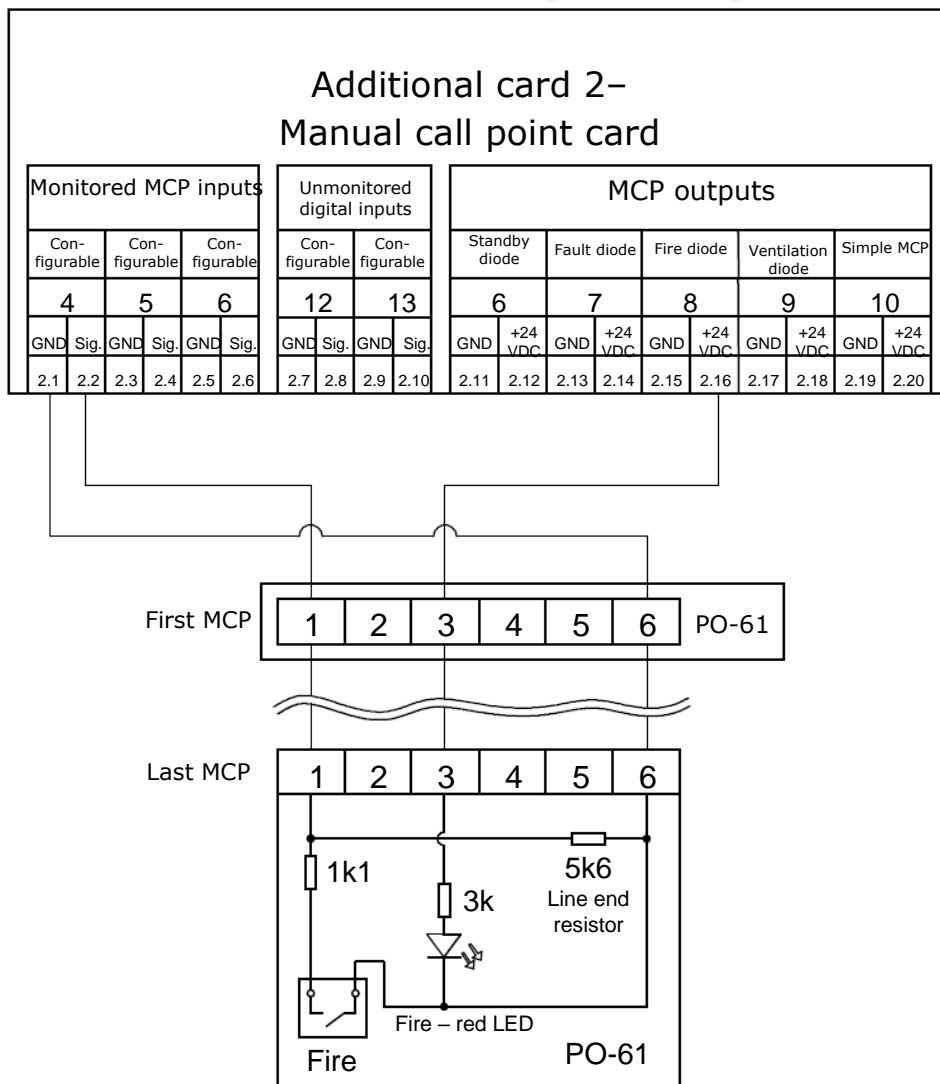 Additional card 2–
Manual call point card
Monitored MCP inputs
Unmonitored
digital inputs
MCP outputs
Con-
figurable
Con-
figurable
Con-
figurable
Con-
figurable
Con-
figurable
Standby
diode
Fault diode
Fire diode
Ventilation
diode
Simple MCP
4 5 6 12 13 6 7 8 9 10
GND Sig. GND Sig. GND Sig. GND Sig. GND Sig. GND +24 VDC GND +24 VDC GND +24 VDC GND +24 VDC GND +24 VDC
2.1 2.2 2.3 2.4 2.5 2.6 2.7 2.8 2.9 2.10 2.11 2.12 2.13 2.14 2.15 2.16 2.17 2.18 2.19 2.20
First MCP 1 2 3 4 5 6 PO-61
Last MCP 1 2 3 4 5 6
1k1
5k6
Line end
resistor
3k
Fire – red LED
Fire
PO-61